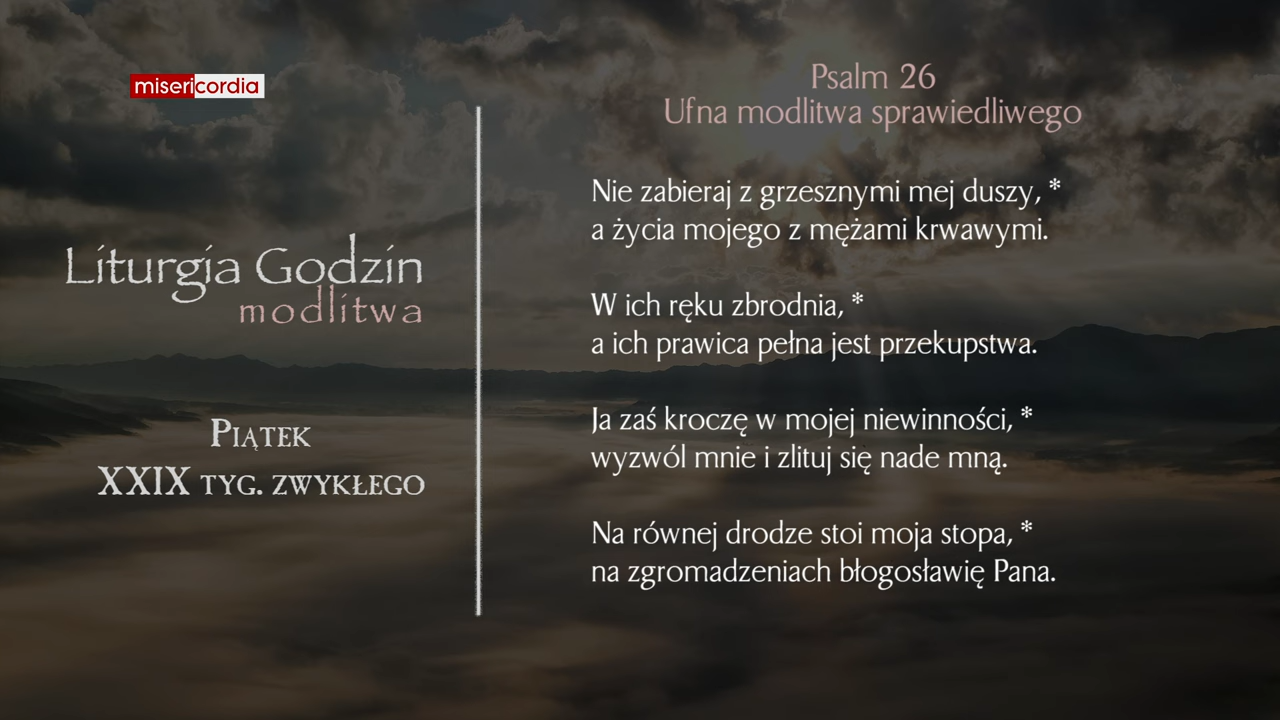 misericordia
Liturgia Godzin
modlitwa
Piątek
XXIX tyg. zwykłego
Psalm 26
Ufna modlitwa sprawiedliwego
Nie zabieraj z grzesznymi mej duszy, *
a życia mojego z mężami krwawymi.
W ich ręku zbrodnia, *
a ich prawica pełna jest przekupstwa.
Ja zaś kroczę w mojej niewinności, *
wyzwól mnie i zlituj się nade mną.
Na równej drodze stoi moja stopa, *
na zgromadzeniach błogosławię Pana.